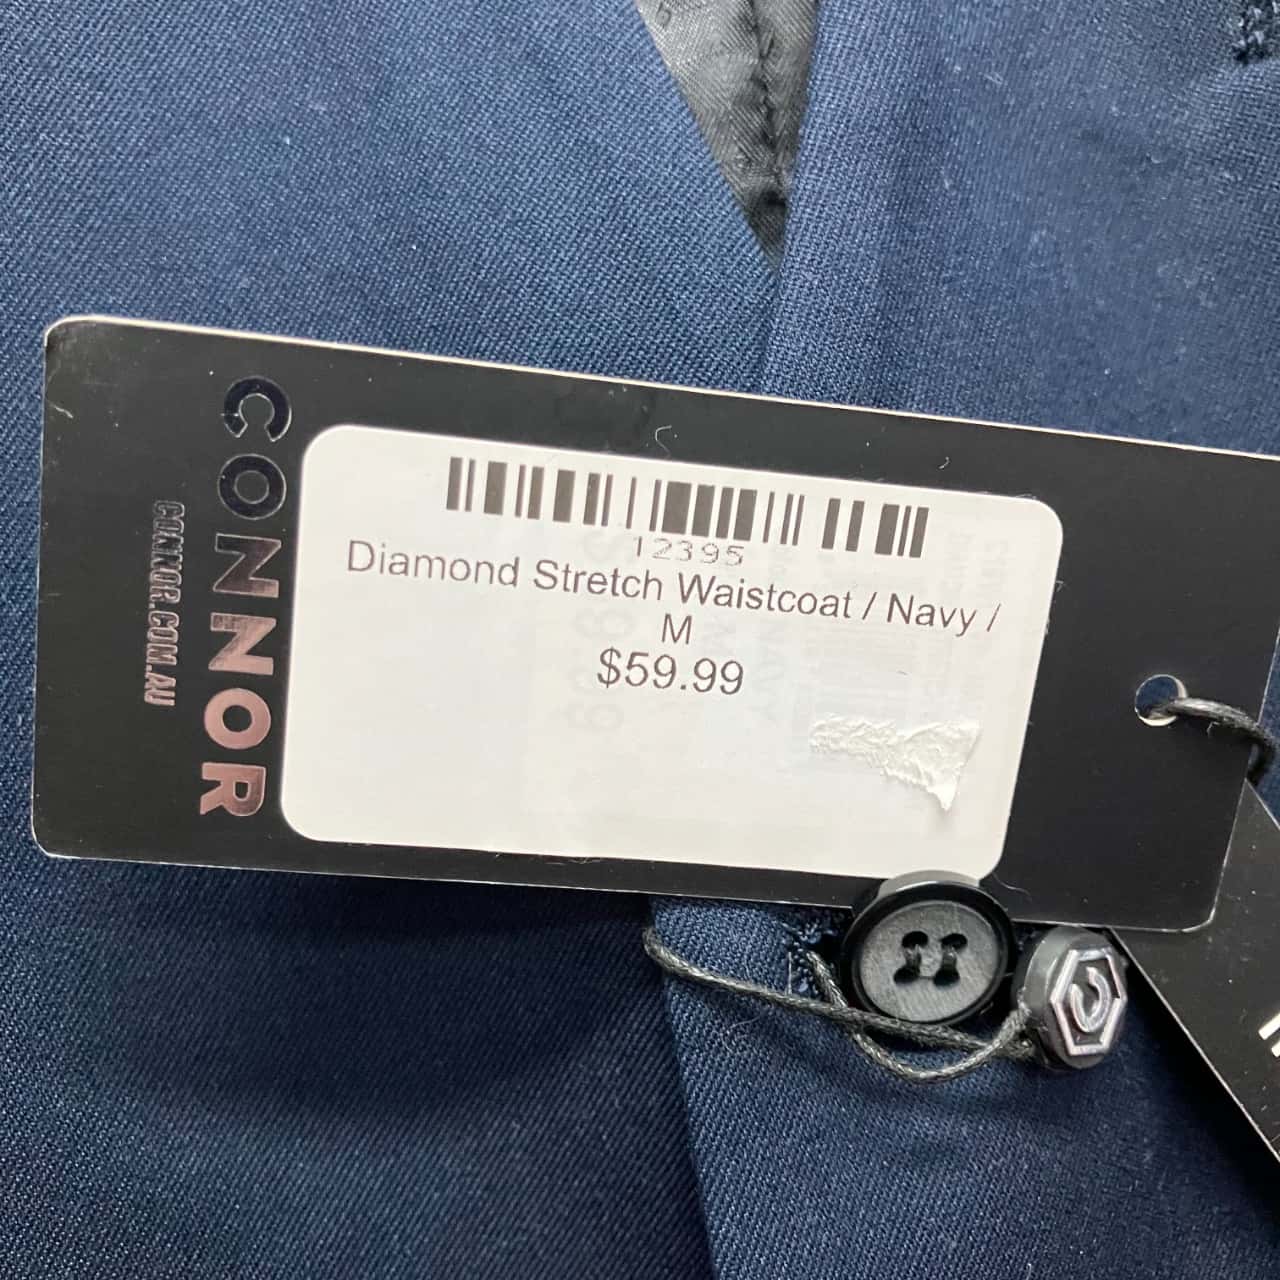 CONNOR
CONNOR.COM.AU
12395
Diamond Stretch Waistcoat / Navy /
M
$59.99